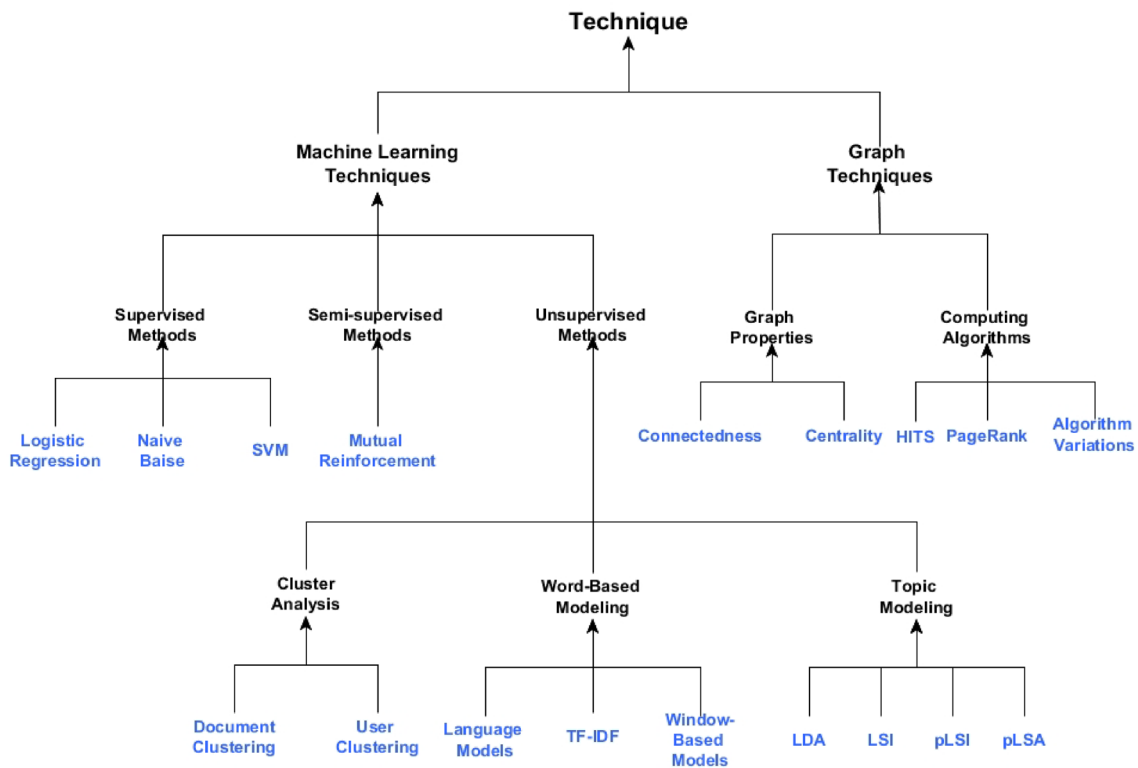 Technique
Machine Learning
Techniques
Graph
Techniques
Supervised
Methods
Semi-supervised
Methods
Unsupervised
Methods
Graph
Properties
Computing
Algorithms
Logistic
Regression
Naive
Baise
SVM
Mutual
Reinforcement
Connectedness
Centrality
HITS
PageRank
Algorithm
Variations
Cluster
Analysis
Word-Based
Modeling
Topic
Modeling
Document
Clustering
User
Clustering
Language
Models
TF-IDF
Window-
Based
Models
LDA
LSI
pLSI
pLSA